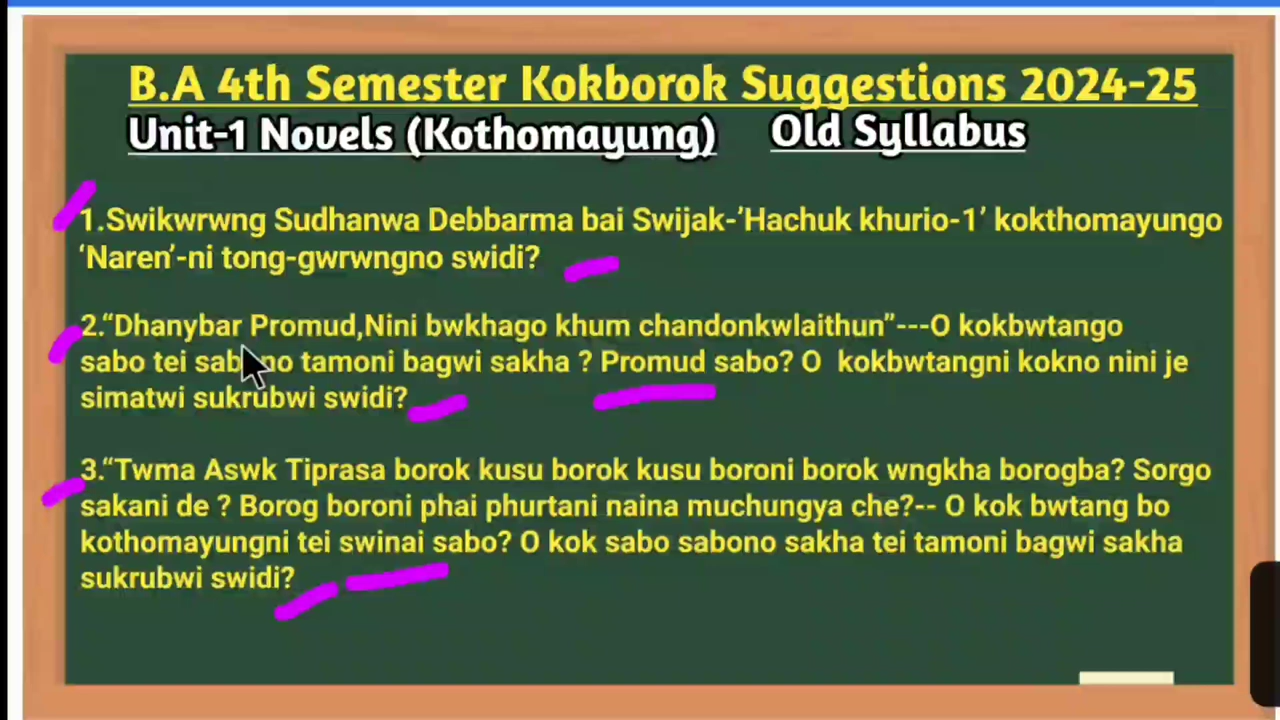 B.A 4th Semester Kokborok Suggestions 2024-25
Unit-1 Novels (Kothomayung) Old Syllabus
1.Swikwrwng Sudhanwa Debbarma bai Swijak-’Hachuk khurio-1’ kokthomayungo
‘Naren’-ni tong-gwrwngno swidi?
2.“Dhanybar Promud,Nini bwkhago khum chandonkwlaithun”---O kokbwtango
sabo tei sabono tamoni bagwi sakha ? Promud sabo? O kokbwtangni kokno nini je
simatwi sukrubwi swidi?
3.“Twma Aswk Tiprasa borok kusu borok kusu boroni borok wngkha borogba? Sorgo
sakani de ? Borog boroni phai phurtani naina muchungya che?-- O kok bwtang bo
kothomayungni tei swinai sabo? O kok sabo sabono sakha tei tamoni bagwi sakha
sukrubwi swidi?